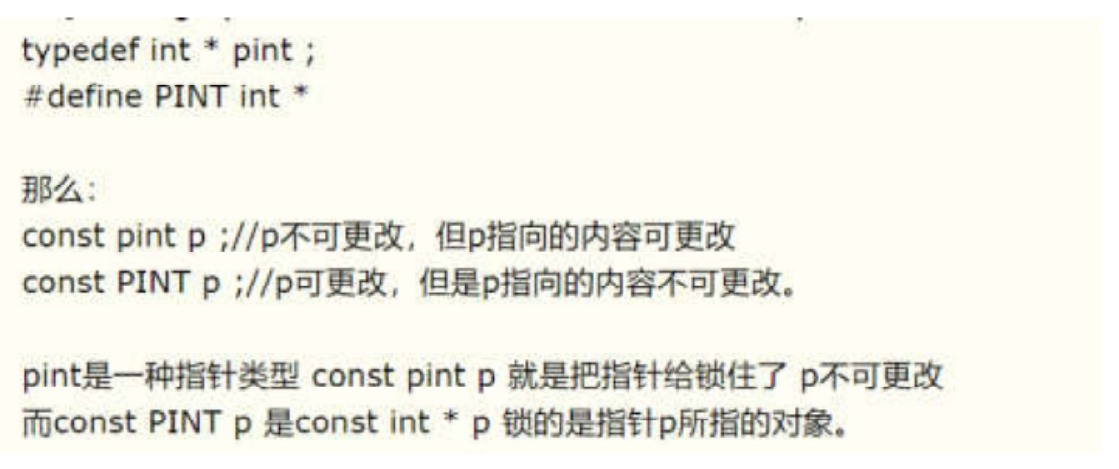 typedef int * pint ;
#define PINT int *
那么:
const pint p ;//p不可更改，但p指向的内容可更改
const PINT p ;//p可更改，但是p指向的内容不可更改。
pint是一种指针类型 const pint p 就是把指针给锁住了 p不可更改
而const PINT p 是const int * p 锁的是指针p所指的对象。